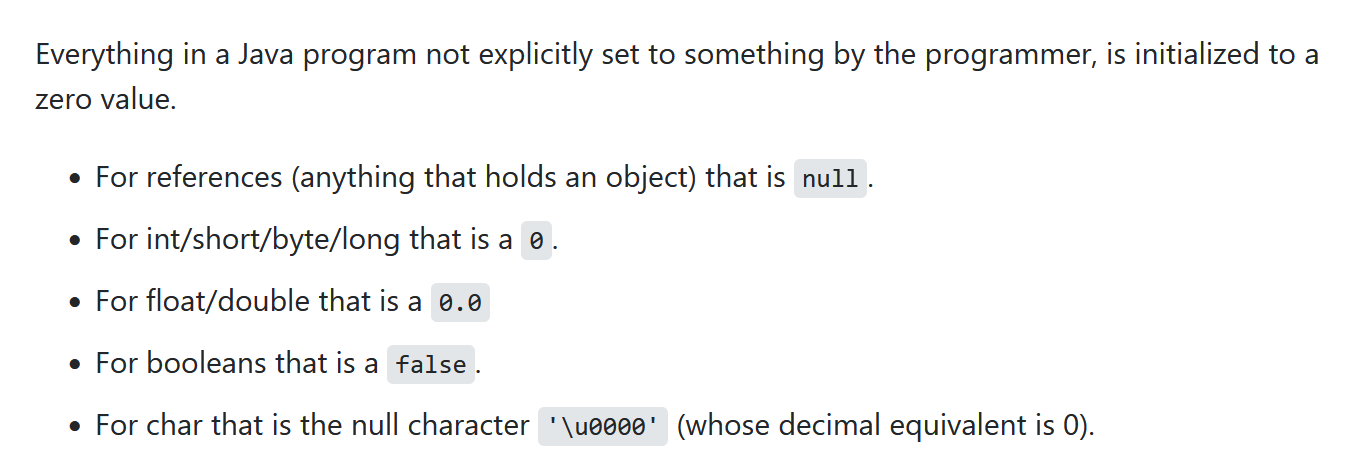 Everything in a Java program not explicitly set to something by the programmer, is initialized to a
zero value.
• For references (anything that holds an object) that is null.
• For int/short/byte/long that is a 0.
• For float/double that is a 0.0
• For booleans that is a false.
• For char that is the null character '\u0000' (whose decimal equivalent is 0).